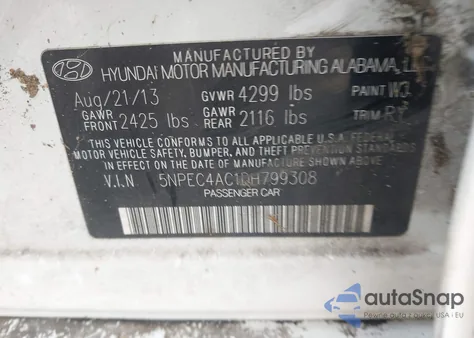 MANUFACTURED BY
HYUNDAI MOTOR MANUFACTURING ALABAMA, LLC
Aug/21/13 GVWR 4299 lbs PAINT W3
GAWR FRONT 2425 lbs GAWR REAR 2116 lbs TRIM RY
THIS VEHICLE CONFORMS TO ALL APPLICABLE U.S. FEDERAL
MOTOR VEHICLE SAFETY, BUMPER, AND THEFT PREVENTION STANDARDS
IN EFFECT ON THE DATE OF MANUFACTURE SHOWN ABOVE.
V.I.N 5NPEC4AC1DH799308
PASSENGER CAR
autoSnap
USA - EU